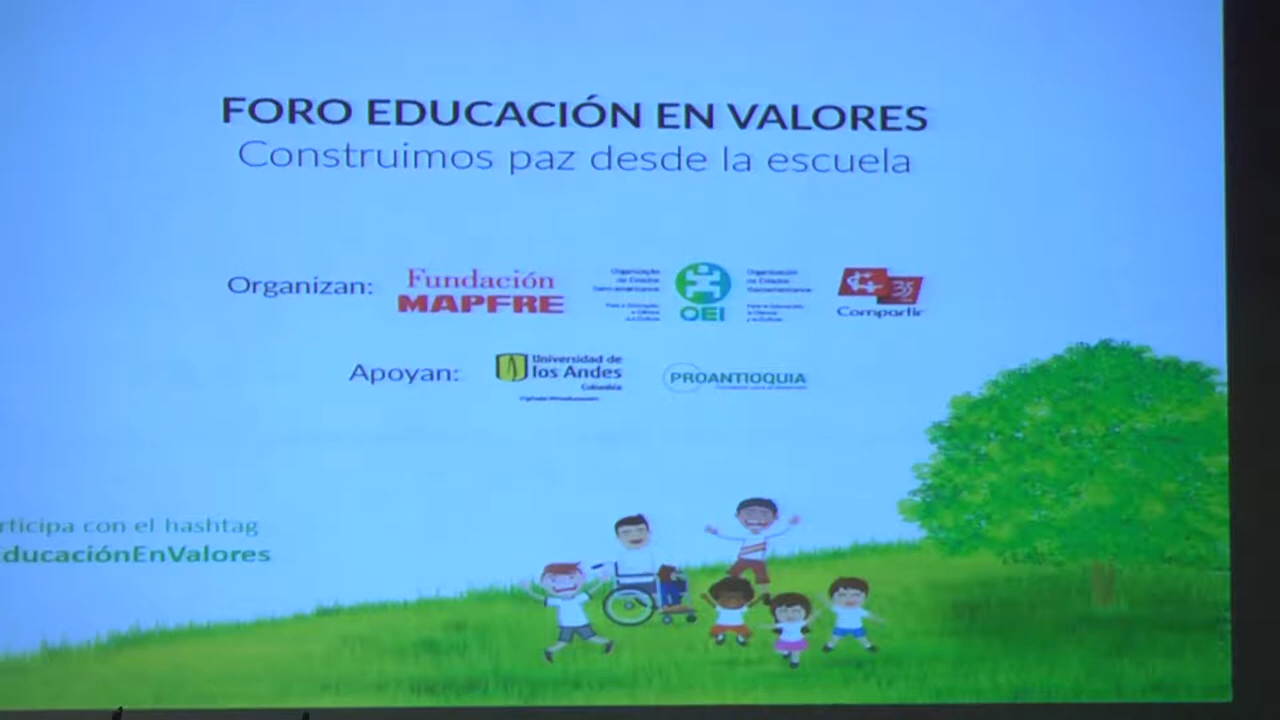 FORO EDUCACIÓN EN VALORES
Construimos paz desde la escuela
Organizan:
Fundación
MAPFRE
OEI
Compartir
Apoyan:
Universidad de
los Andes
Colombia
PROANTIOQUIA
rticipa con el hashtag
ducaciónEnValores